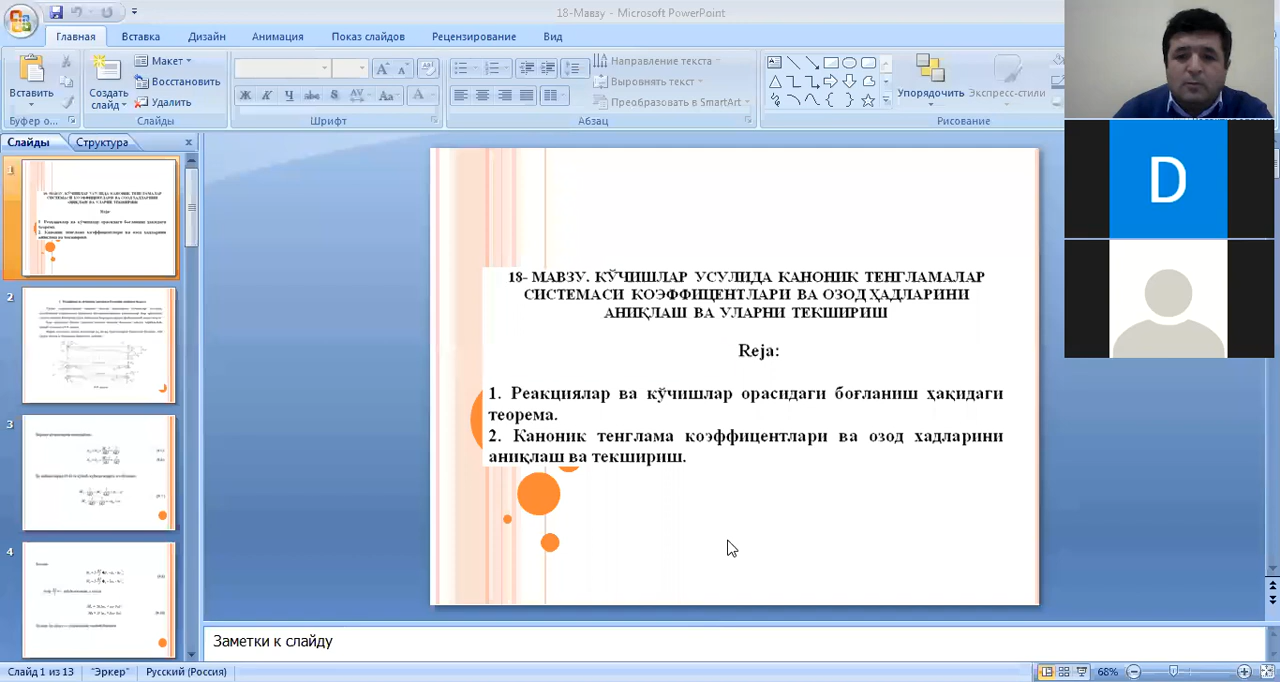 18-Мавзу - Microsoft PowerPoint
Главная Вставка Дизайн Анимация Показ слайдов Рецензирование Вид
Вставить
Создать слайд
Макет
Восстановить
Удалить
Направление текста
Выровнять текст
Преобразовать в SmartArt
Упорядочить Экспресс-стили
Буфер о... Слайды Шрифт Абзац Рисование
Слайды Структура
1
2
3
4
18- МАВЗУ. КЎЧИШЛАР УСУЛИДА КАНОНИК ТЕНГЛАМАЛАР
СИСТЕМАСИ КОЭФФИЦЕНТЛАРИ ВА ОЗОД ҲАДЛАРИНИ
АНИҚЛАШ ВА УЛАРНИ ТЕКШИРИШ
Reja:
1. Реакциялар ва кўчишлар орасидаги боғланиш ҳақидаги
теорема.
2. Каноник тенглама коэффицентлари ва озод хадларини
аниқлаш ва текшириш.
D
Заметки к слайду
Слайд 1 из 13 "Эркер" Русский (Россия) 68%